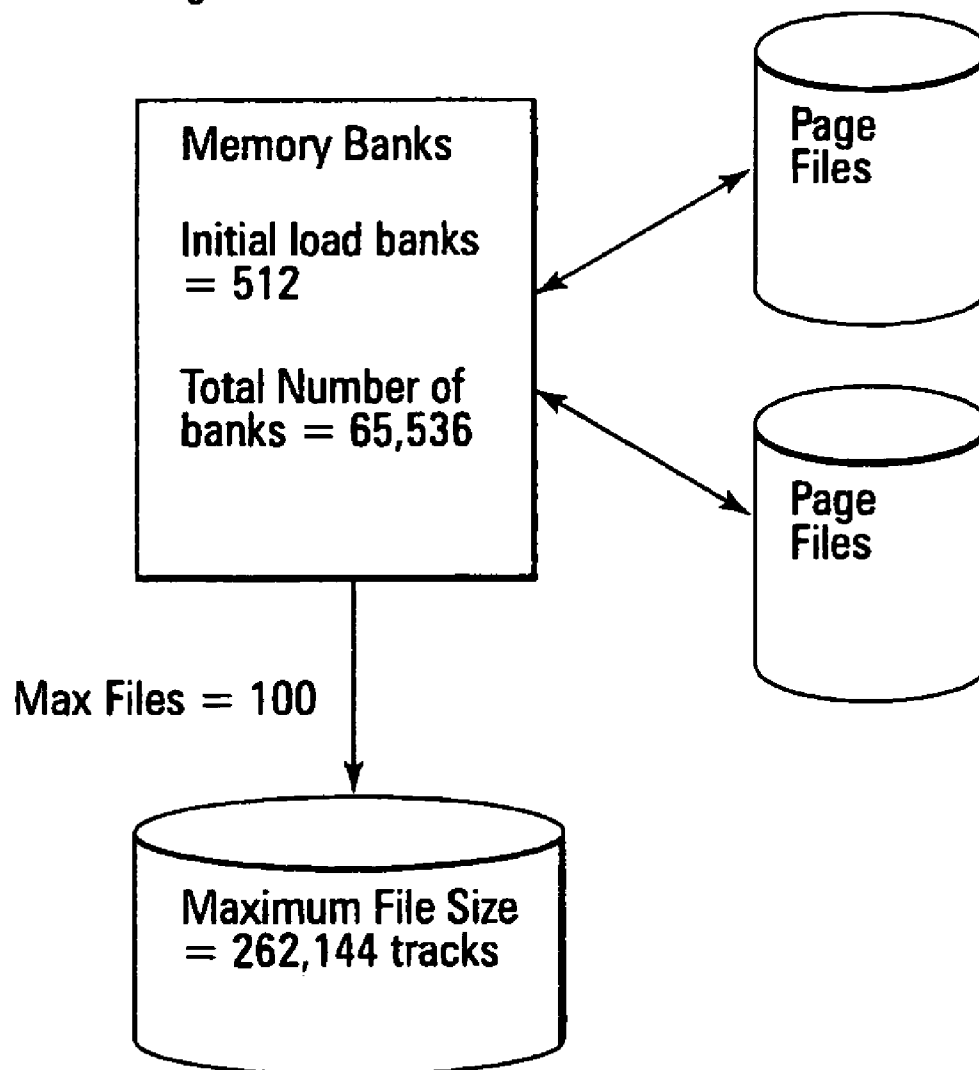 Memory Banks
Initial load banks
= 512
Total Number of
banks = 65,536
Page
Files
Page
Files
Max Files = 100
Maximum File Size
= 262,144 tracks